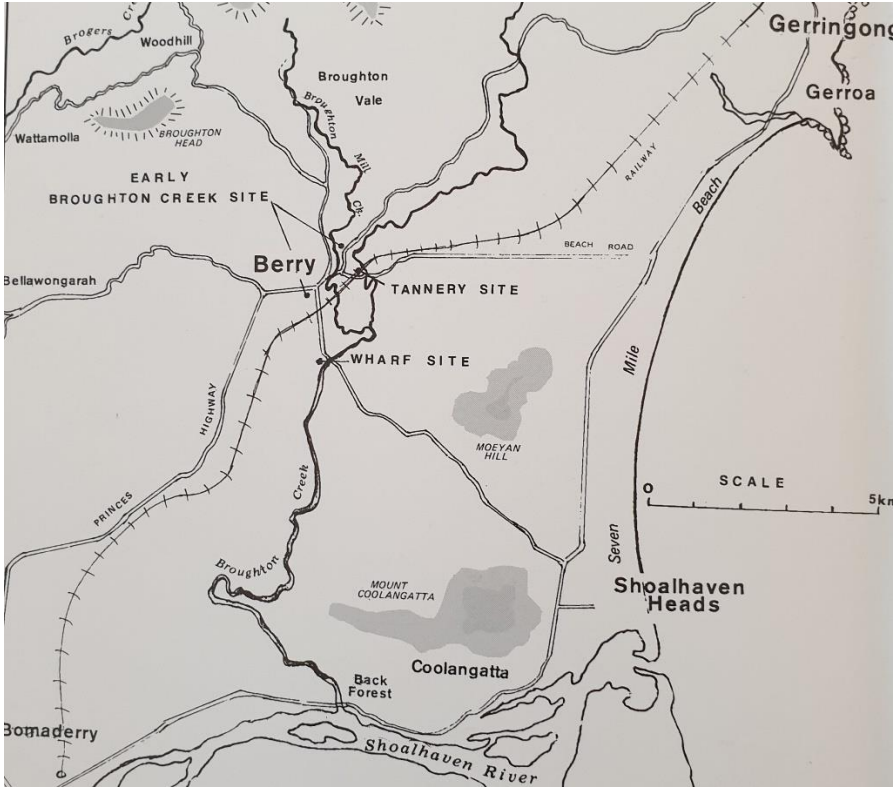 Brogers
Woodhill
Gerringong
Broughton
Vale
Gerroa
Wattamolla
BROUGHTON
HEAD
Broughton Mill Ck.
RAILWAY
EARLY
BROUGHTON CREEK SITE
Beach
BEACH ROAD
Berry
Bellawongarah
TANNERY SITE
WHARF SITE
Mile
HIGHWAY
MOEYAN
HILL
Creek
SCALE
0
5km
PRINCES
Seven
Broughton
MOUNT
COOLANGATTA
Shoalhaven
Heads
Coolangatta
Back
Forest
Bomaderry
Shoalhaven River